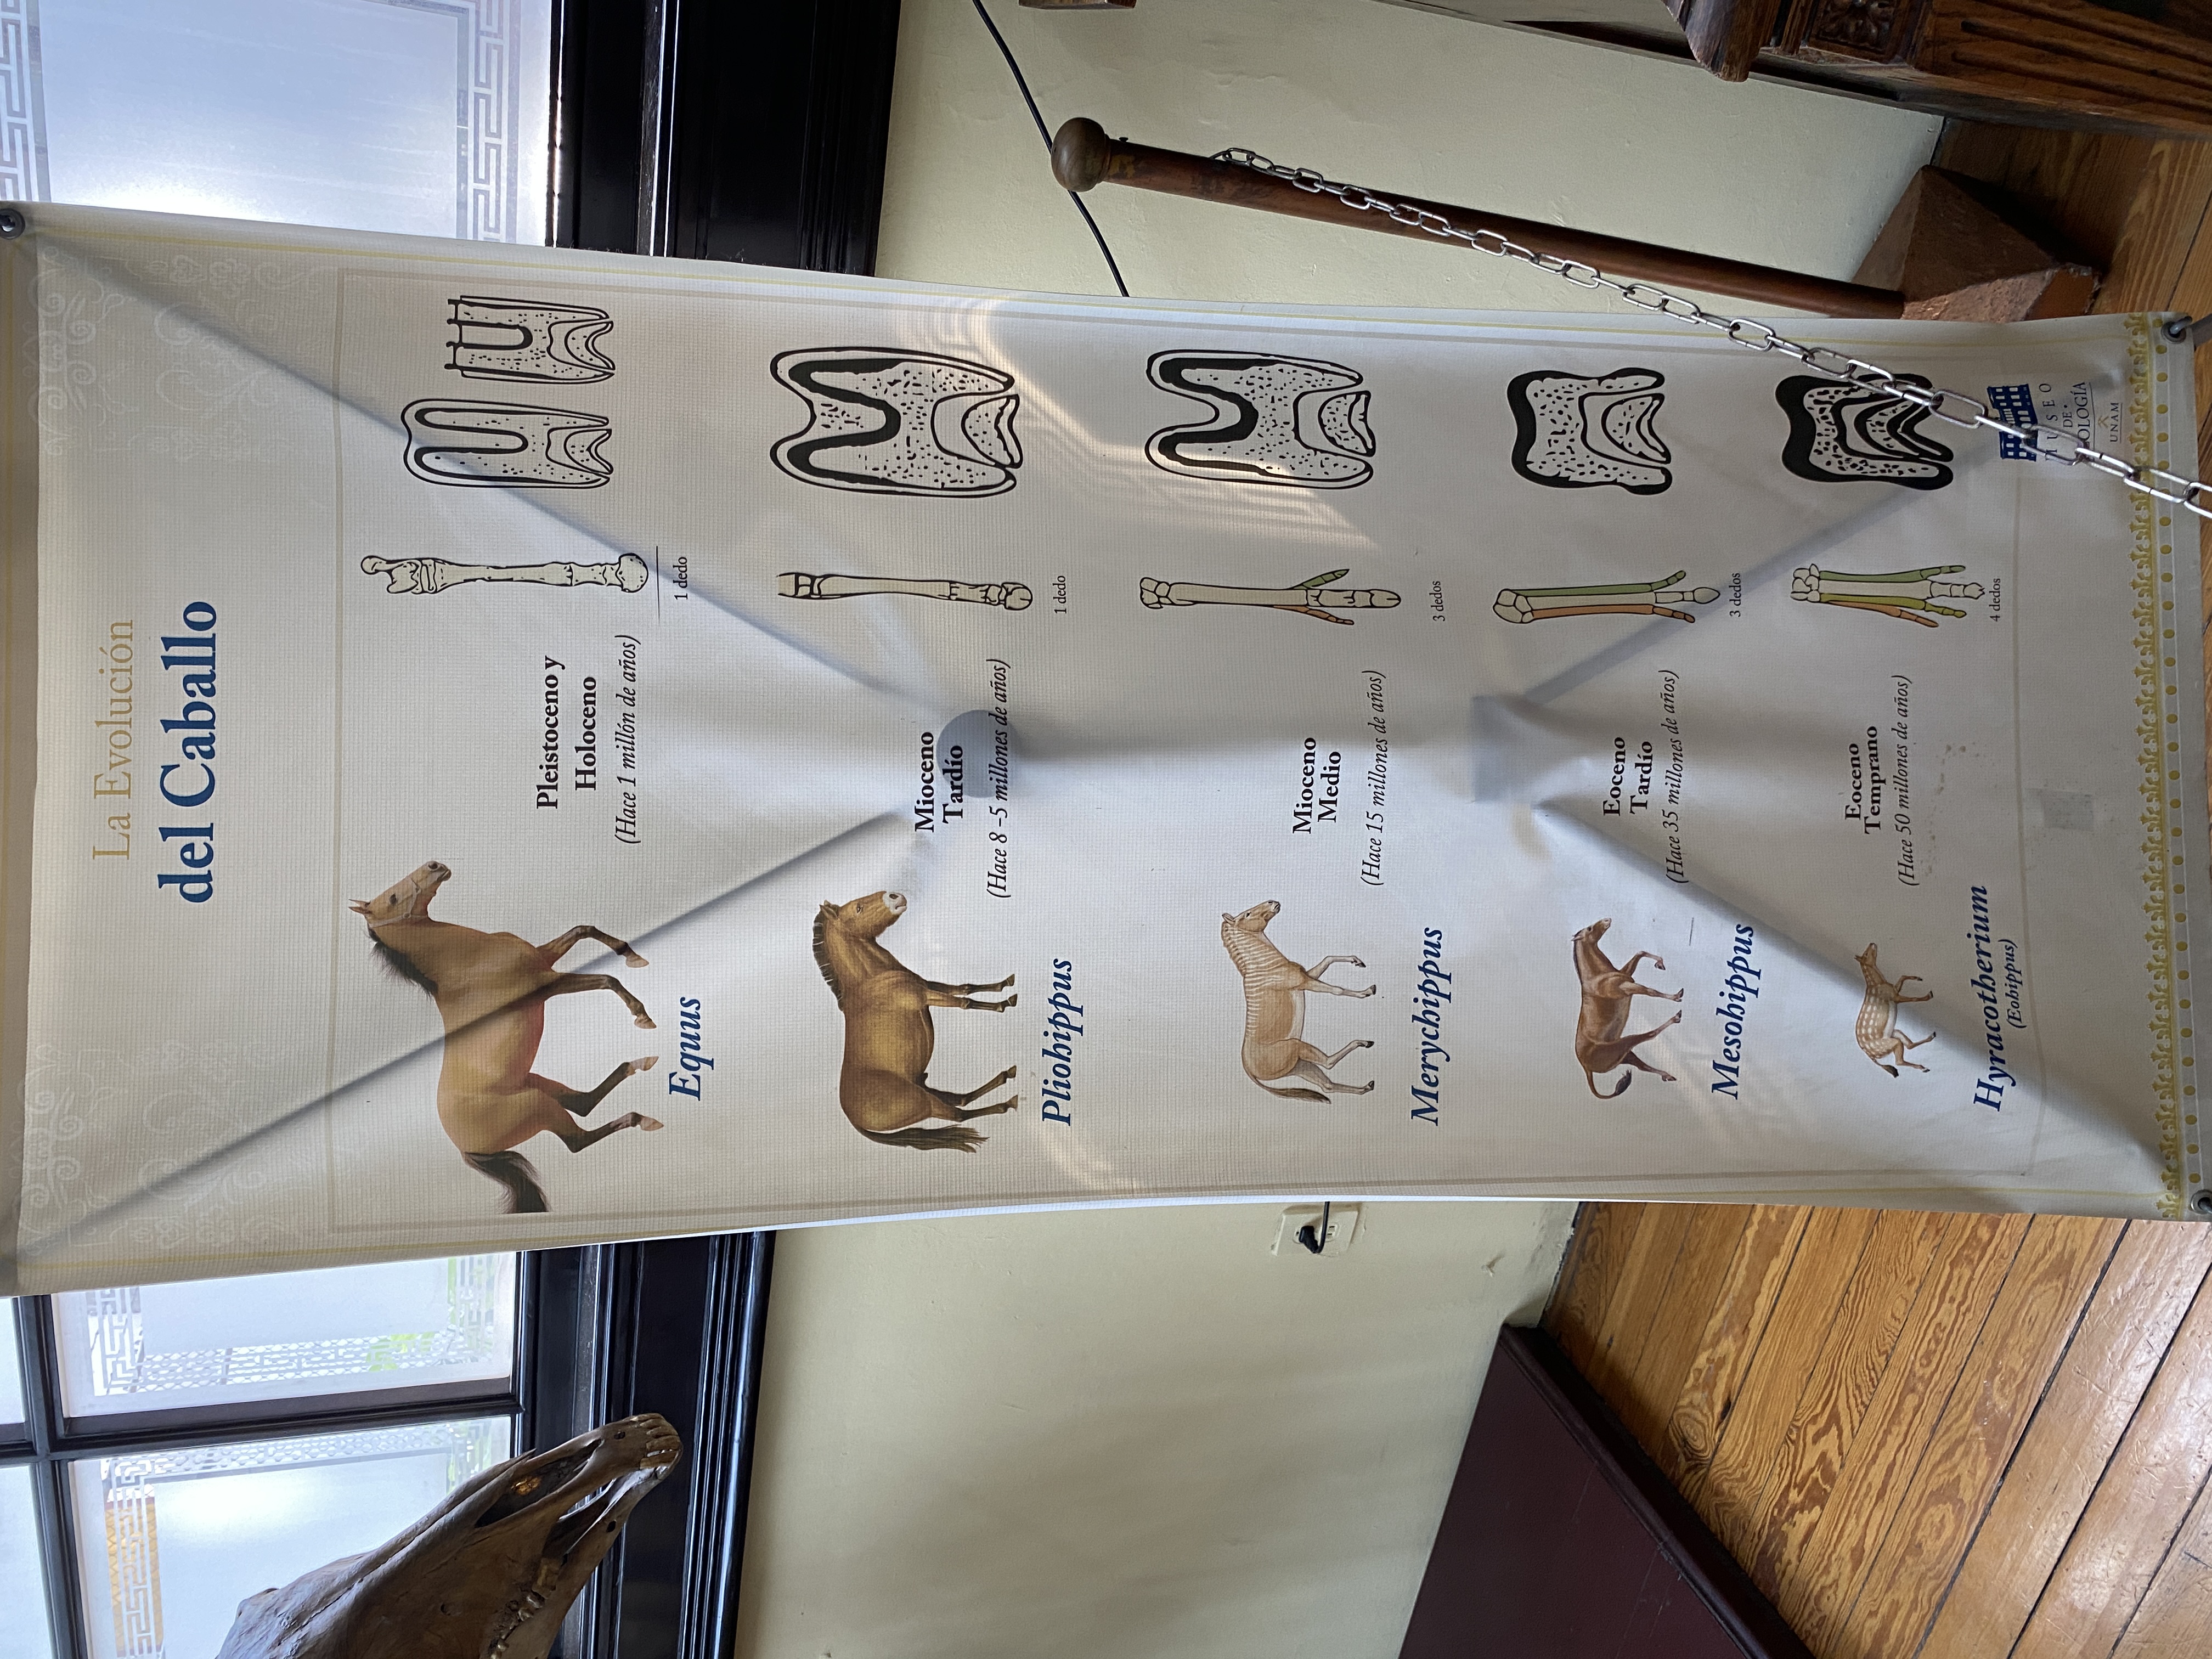 La Evolución
del Caballo
Pleistoceno y
Holoceno
(Hace 1 millón de años)
1 dedo
Equus
Mioceno
Tardío
(Hace 8 –5 millones de años)
1 dedo
Pliohippus
Mioceno
Medio
(Hace 15 millones de años)
3 dedos
Merychippus
Eoceno
Tardío
(Hace 35 millones de años)
3 dedos
Mesohippus
Eoceno
Temprano
(Hace 50 millones de años)
4 dedos
Hyracotherium
(Eohippus)
MUSEO
DE
UNAM